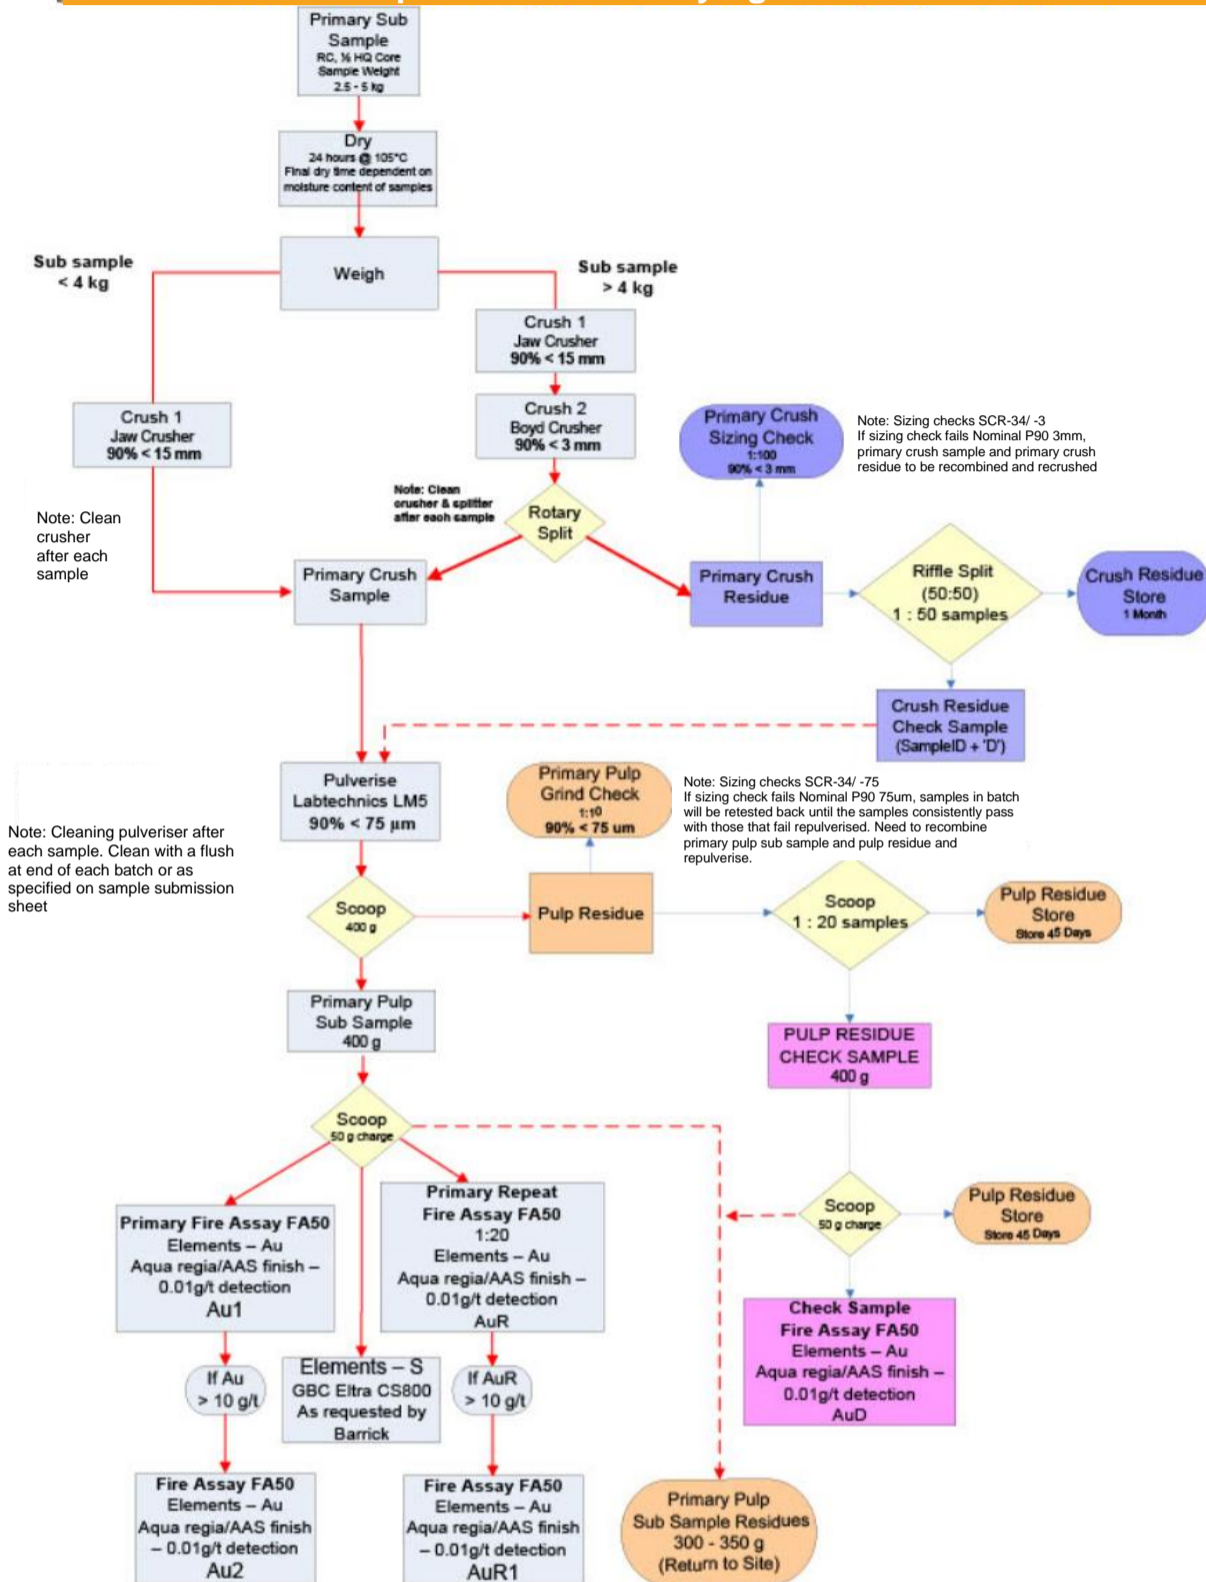 Primary Sub
Sample
RC, ½ HQ Core
Sample Weight
2.5 - 5 kg
Dry
24 hours @ 105°C
Final dry time dependent on
moisture content of samples
Weigh
Sub sample
< 4 kg
Sub sample
> 4 kg
Crush 1
Jaw Crusher
90% < 15 mm
Crush 2
Boyd Crusher
90% < 3 mm
Crush 1
Jaw Crusher
90% < 15 mm
Primary Crush
Sizing Check
1:100
90% < 3 mm
Note: Sizing checks SCR-34/ -3
If sizing check fails Nominal P90 3mm,
primary crush sample and primary crush
residue to be recombined and recrushed
Note: Clean
crusher & splitter
after each sample
Rotary
Split
Note: Clean
crusher
after each
sample
Primary Crush
Sample
Primary Crush
Residue
Riffle Split
(50:50)
1 : 50 samples
Crush Residue
Store
1 Month
Crush Residue
Check Sample
(SampleID + 'D')
Pulverise
Labtechnics LM5
90% < 75 µm
Primary Pulp
Grind Check
1:10
90% < 75 um
Note: Sizing checks SCR-34/ -75
If sizing check fails Nominal P90 75um, samples in batch
will be retested back until the samples consistently pass
with those that fail repulverised. Need to recombine
primary pulp sub sample and pulp residue and
repulverise.
Note: Cleaning pulveriser after
each sample. Clean with a flush
at end of each batch or as
specified on sample submission
sheet
Scoop
400 g
Pulp Residue
Scoop
1 : 20 samples
Pulp Residue
Store
Store 45 Days
Primary Pulp
Sub Sample
400 g
PULP RESIDUE
CHECK SAMPLE
400 g
Scoop
50 g charge
Scoop
50 g charge
Pulp Residue
Store
Store 45 Days
Primary Fire Assay FA50
Elements – Au
Aqua regia/AAS finish –
0.01g/t detection
Au1
Primary Repeat
Fire Assay FA50
1:20
Elements – Au
Aqua regia/AAS finish –
0.01g/t detection
AuR
Check Sample
Fire Assay FA50
Elements – Au
Aqua regia/AAS finish –
0.01g/t detection
AuD
If Au
> 10 g/t
Elements – S
GBC Eltra CS800
As requested by
Barrick
If AuR
> 10 g/t
Fire Assay FA50
Elements – Au
Aqua regia/AAS finish
– 0.01g/t detection
Au2
Fire Assay FA50
Elements – Au
Aqua regia/AAS finish
– 0.01g/t detection
AuR1
Primary Pulp
Sub Sample Residues
300 - 350 g
(Return to Site)